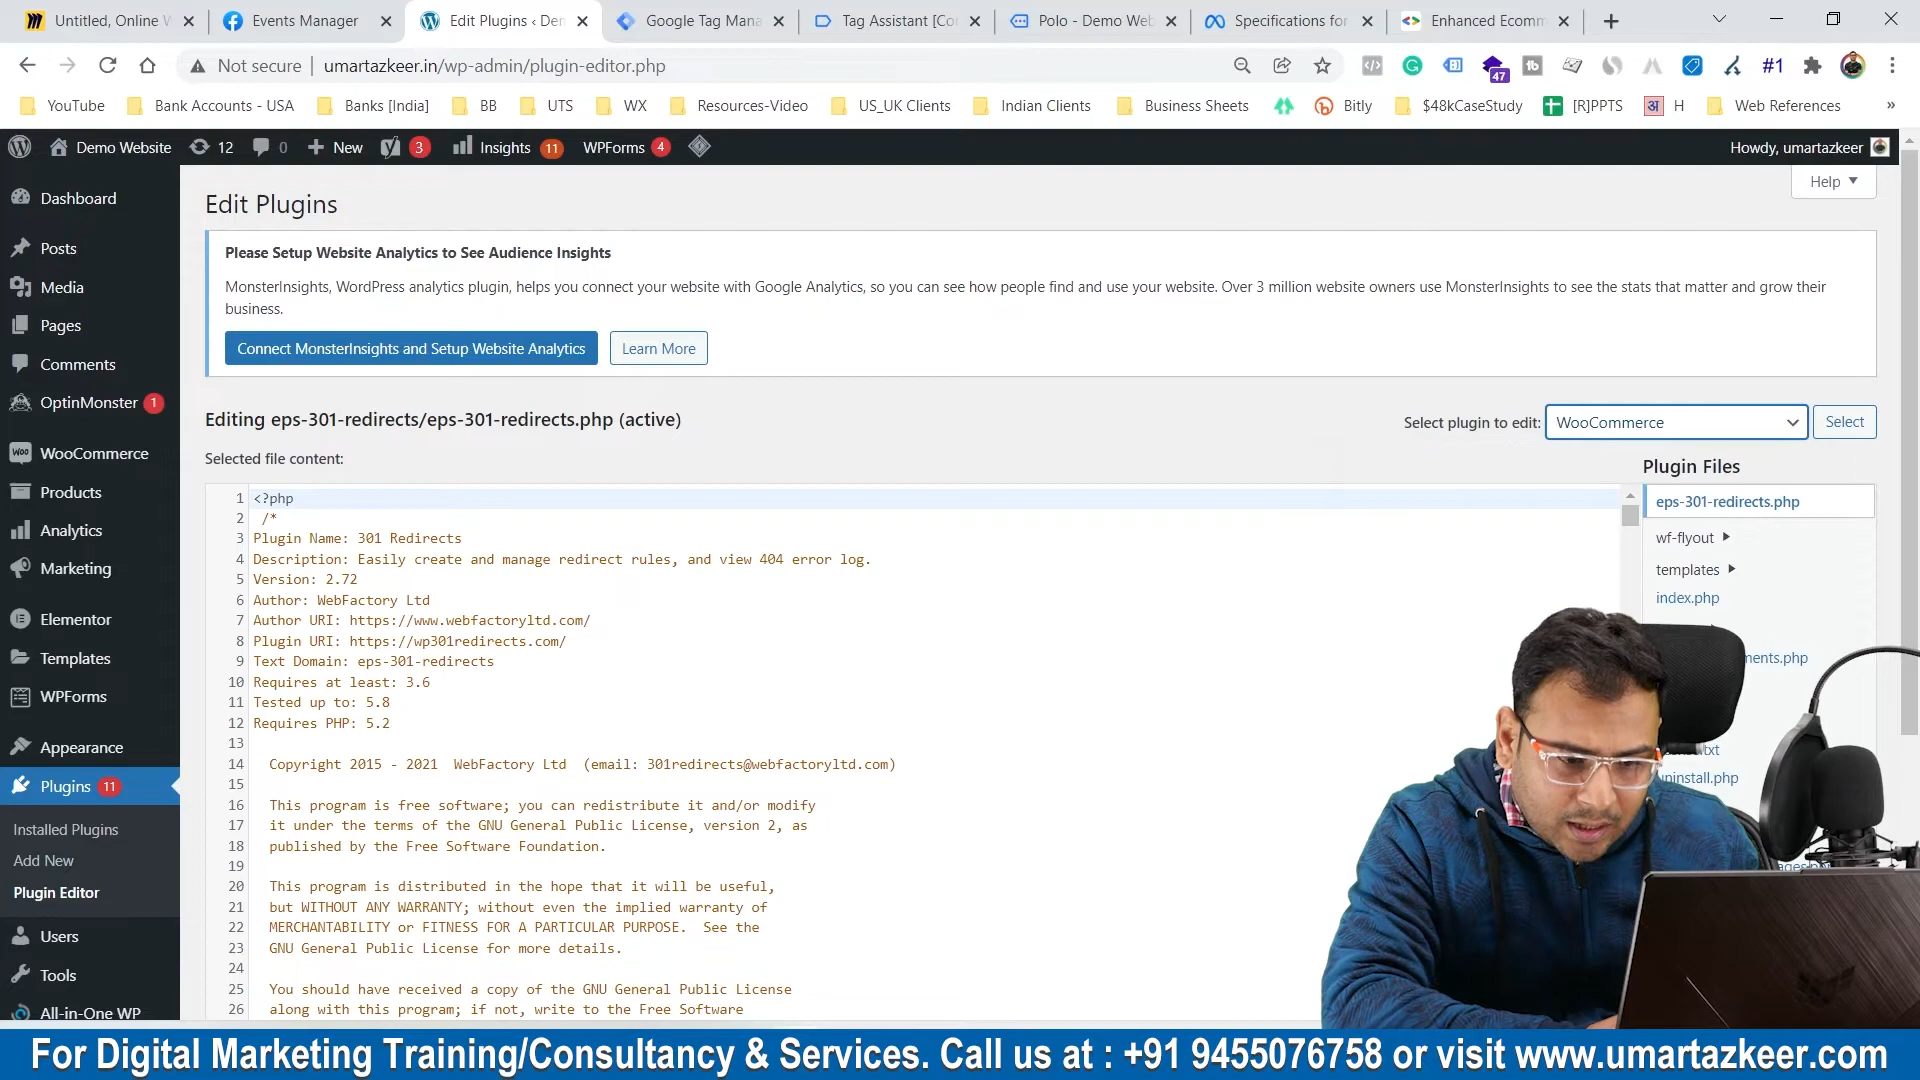 Untitled, Online W
Events Manager
Edit Plugins ‹ Den
Google Tag Mana
Tag Assistant [Co
Polo - Demo Web
Specifications for
Enhanced Ecomm
Not secure
umartazkeer.in/wp-admin/plugin-editor.php
47
#1
YouTube
Bank Accounts - USA
Banks [India]
BB
UTS
WX
Resources-Video
US_UK Clients
Indian Clients
Business Sheets
Bitly
$48kCaseStudy
[R]PPTS
अ
H
Web References
»
Demo Website
12
0
New
3
Insights
11
WPForms
4
Howdy, umartazkeer
Help
Dashboard
Posts
Media
Pages
Comments
OptinMonster
1
WooCommerce
Products
Analytics
Marketing
Elementor
Templates
WPForms
Appearance
Plugins
11
Installed Plugins
Add New
Plugin Editor
Users
Tools
All-in-One WP
Edit Plugins
Please Setup Website Analytics to See Audience Insights
MonsterInsights, WordPress analytics plugin, helps you connect your website with Google Analytics, so you can see how people find and use your website. Over 3 million website owners use MonsterInsights to see the stats that matter and grow their
business.
Connect MonsterInsights and Setup Website Analytics
Learn More
Editing eps-301-redirects/eps-301-redirects.php (active)
Select plugin to edit:
WooCommerce
Select
Selected file content:
1 <?php
2 /*
3 Plugin Name: 301 Redirects
4 Description: Easily create and manage redirect rules, and view 404 error log.
5 Version: 2.72
6 Author: WebFactory Ltd
7 Author URI: https://www.webfactoryltd.com/
8 Plugin URI: https://wp301redirects.com/
9 Text Domain: eps-301-redirects
10 Requires at least: 3.6
11 Tested up to: 5.8
12 Requires PHP: 5.2
13
14 Copyright 2015 - 2021 WebFactory Ltd (email: 301redirects@webfactoryltd.com)
15
16 This program is free software; you can redistribute it and/or modify
17 it under the terms of the GNU General Public License, version 2, as
18 published by the Free Software Foundation.
19
20 This program is distributed in the hope that it will be useful,
21 but WITHOUT ANY WARRANTY; without even the implied warranty of
22 MERCHANTABILITY or FITNESS FOR A PARTICULAR PURPOSE. See the
23 GNU General Public License for more details.
24
25 You should have received a copy of the GNU General Public License
26 along with this program; if not, write to the Free Software
Plugin Files
eps-301-redirects.php
wf-flyout
templates
index.php
ments.php
txt
uninstall.php
For Digital Marketing Training/Consultancy & Services. Call us at : +91 9455076758 or visit www.umartazkeer.com